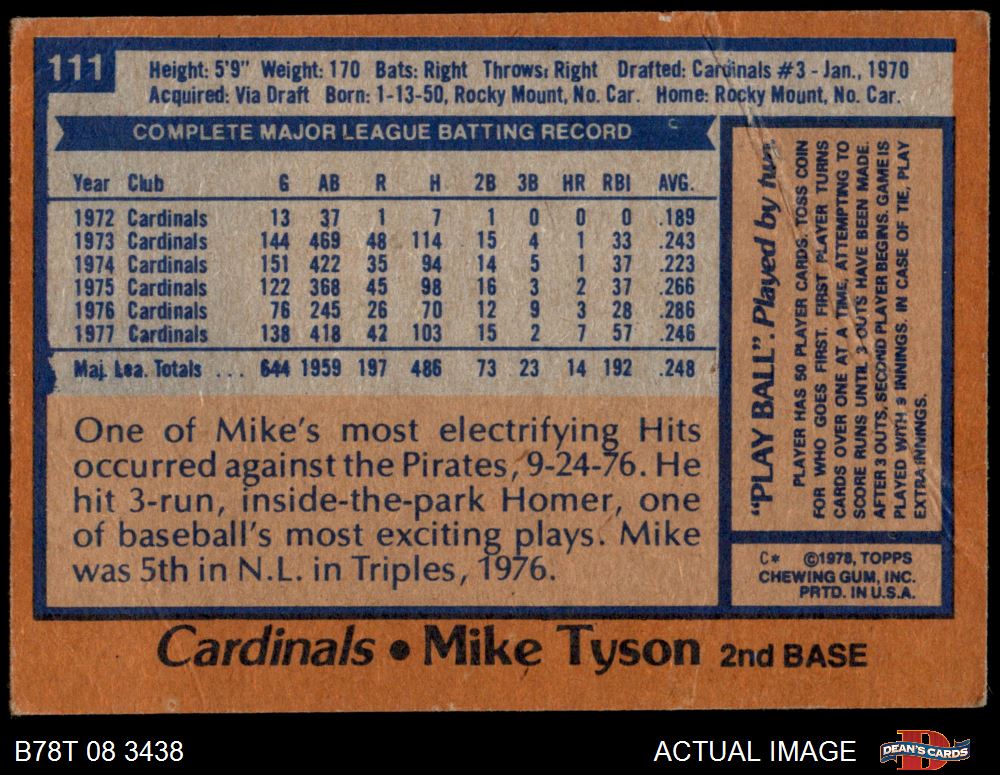 111
Height: 5'9" Weight: 170 Bats: Right Throws: Right Drafted: Cardinals #3 - Jan., 1970
Acquired: Via Draft Born: 1-13-50, Rocky Mount, No. Car. Home: Rocky Mount, No. Car.
COMPLETE MAJOR LEAGUE BATTING RECORD
Year Club G AB R H 2B 3B HR RBI AVG.
1972 Cardinals 13 37 1 7 1 0 0 0 .189
1973 Cardinals 144 469 48 114 15 4 1 33 .243
1974 Cardinals 151 422 35 94 14 5 1 37 .223
1975 Cardinals 122 368 45 98 16 3 2 37 .266
1976 Cardinals 76 245 26 70 12 9 3 28 .286
1977 Cardinals 138 418 42 103 15 2 7 57 .246
Maj. Lea. Totals ... 644 1959 197 486 73 23 14 192 .248
One of Mike's most electrifying Hits
occurred against the Pirates, 9-24-76. He
hit 3-run, inside-the-park Homer, one
of baseball's most exciting plays. Mike
was 5th in N.L. in Triples, 1976.
"PLAY BALL". Played by two.
PLAYER HAS 50 PLAYER CARDS. TOSS COIN
FOR WHO GOES FIRST. FIRST PLAYER TURNS
CARDS OVER ONE AT A TIME, ATTEMPTING TO
SCORE RUNS UNTIL 3 OUTS HAVE BEEN MADE.
AFTER 3 OUTS, SECOND PLAYER BEGINS. GAME IS
PLAYED WITH 9 INNINGS. IN CASE OF TIE, PLAY
EXTRA INNINGS.
C* ©1978, TOPPS
CHEWING GUM, INC.
PRTD. IN U.S.A.
Cardinals • Mike Tyson 2nd BASE
B78T 08 3438
ACTUAL IMAGE
DEAN'S CARDS